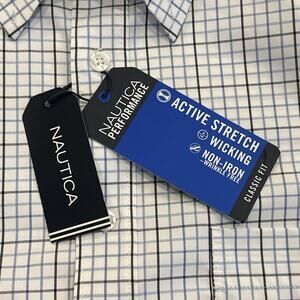 NAUTICA
NAUTICA
PERFORMANCE
ACTIVE STRETCH
WICKING
NON-IRON
WRINKLE FREE
CLASSIC FIT